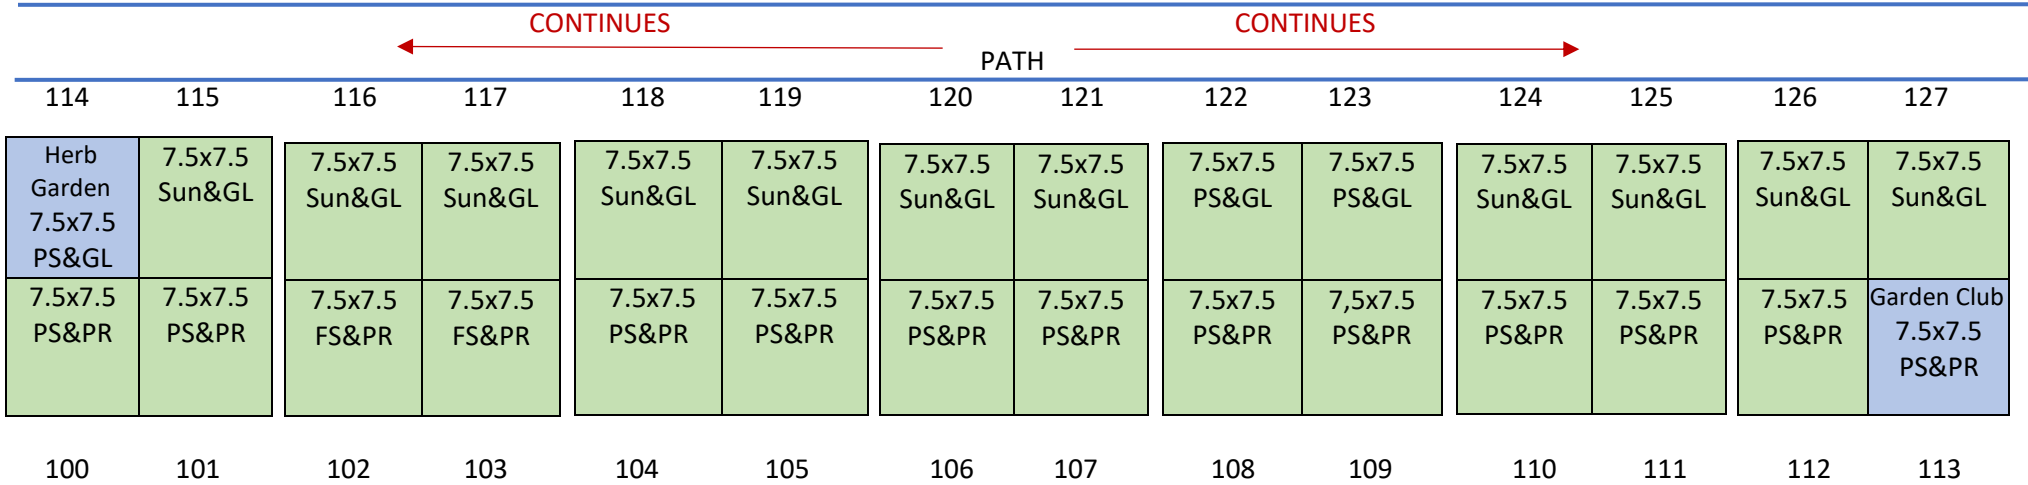 CONTINUES CONTINUES
PATH
114 115 116 117 118 119 120 121 122 123 124 125 126 127
Herb Garden 7.5x7.5 PS&GL
7.5x7.5 Sun&GL
7.5x7.5 Sun&GL
7.5x7.5 Sun&GL
7.5x7.5 Sun&GL
7.5x7.5 Sun&GL
7.5x7.5 Sun&GL
7.5x7.5 Sun&GL
7.5x7.5 PS&GL
7.5x7.5 PS&GL
7.5x7.5 Sun&GL
7.5x7.5 Sun&GL
7.5x7.5 Sun&GL
7.5x7.5 Sun&GL
7.5x7.5 PS&PR
7.5x7.5 PS&PR
7.5x7.5 FS&PR
7.5x7.5 FS&PR
7.5x7.5 PS&PR
7.5x7.5 PS&PR
7.5x7.5 PS&PR
7.5x7.5 PS&PR
7.5x7.5 PS&PR
7,5x7.5 PS&PR
7.5x7.5 PS&PR
7.5x7.5 PS&PR
7.5x7.5 PS&PR
Garden Club 7.5x7.5 PS&PR
100 101 102 103 104 105 106 107 108 109 110 111 112 113